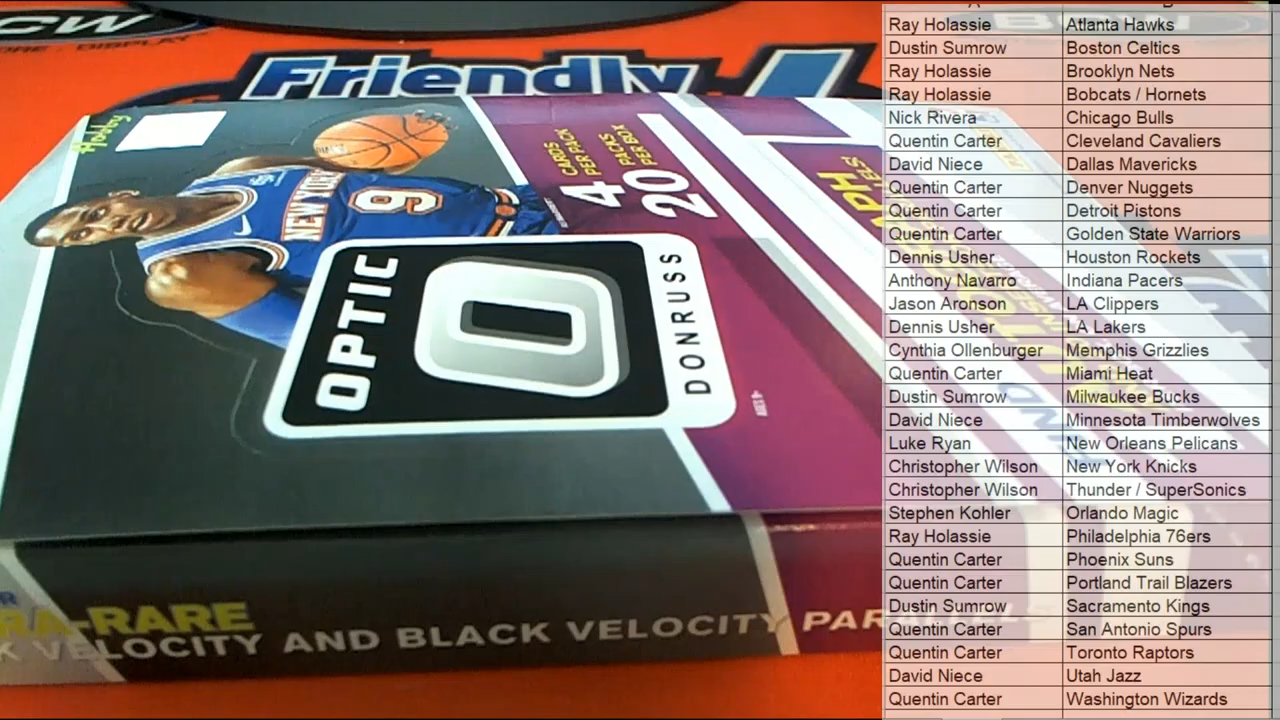 CW
DISPLAY
Friendly
Hobby
4 CARDS PER PACK
20 PACKS PER BOX
NEW YORK
9
OPTIC
DONRUSS
AGES 9+
VELOCITY AND BLACK VELOCITY PARALLELS
Ray Holassie Atlanta Hawks
Dustin Sumrow Boston Celtics
Ray Holassie Brooklyn Nets
Ray Holassie Bobcats / Hornets
Nick Rivera Chicago Bulls
Quentin Carter Cleveland Cavaliers
David Niece Dallas Mavericks
Quentin Carter Denver Nuggets
Quentin Carter Detroit Pistons
Quentin Carter Golden State Warriors
Dennis Usher Houston Rockets
Anthony Navarro Indiana Pacers
Jason Aronson LA Clippers
Dennis Usher LA Lakers
Cynthia Ollenburger Memphis Grizzlies
Quentin Carter Miami Heat
Dustin Sumrow Milwaukee Bucks
David Niece Minnesota Timberwolves
Luke Ryan New Orleans Pelicans
Christopher Wilson New York Knicks
Christopher Wilson Thunder / SuperSonics
Stephen Kohler Orlando Magic
Ray Holassie Philadelphia 76ers
Quentin Carter Phoenix Suns
Quentin Carter Portland Trail Blazers
Dustin Sumrow Sacramento Kings
Quentin Carter San Antonio Spurs
Quentin Carter Toronto Raptors
David Niece Utah Jazz
Quentin Carter Washington Wizards